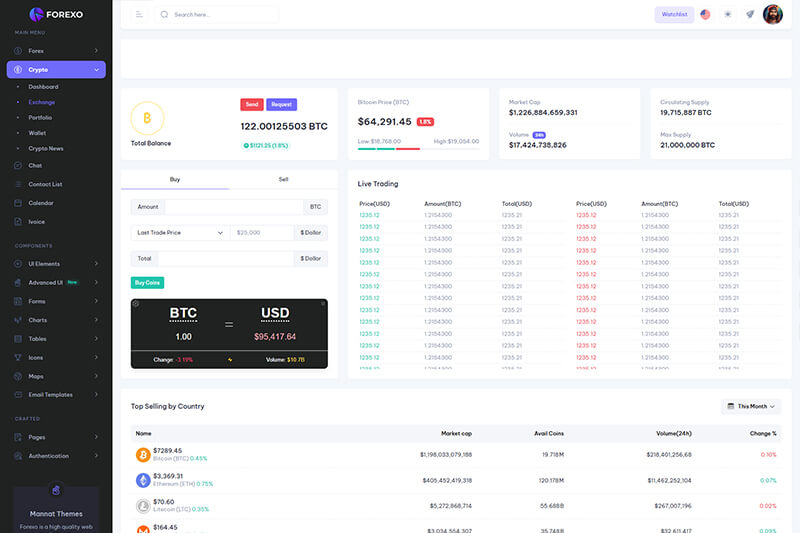 FOREXO
Search here...
Watchlist
MAIN MENU
Forex
Crypto
Dashboard
Exchange
Portfolio
Wallet
Crypto News
Chat
Contact List
Calendar
Ivoice
COMPONENTS
UI Elements
Advanced UI New
Forms
Charts
Tables
Icons
Maps
Email Templates
CRAFTED
Pages
Authentication
Mannat Themes
Forexo is a high quality web
Total Balance
Send Request
122.00125503 BTC
$1121.25 (1.8%)
Bitcoin Price (BTC)
$64,291.45 1.8%
Low: $18,768.00 High: $19,054.00
Market Cap
$1,226,884,659,331
Volume 24h
$17,424,738,826
Circulating Supply
19,715,887 BTC
Max Supply
21,000,000 BTC
Buy Sell
Amount BTC
Last Trade Price $25,000 $ Dollar
Total $ Dollar
Buy Coins
BTC = USD
1.00 $95,417.64
Change: -3.19% Volume: $10.7B
Live Trading
Price(USD) Amount(BTC) Total(USD) Price(USD) Amount(BTC) Total(USD)
1235.12 1.2154300 1235.21 1235.12 1.2154300 1235.21
1235.12 1.2154300 1235.21 1235.12 1.2154300 1235.21
1235.12 1.2154300 1235.21 1235.12 1.2154300 1235.21
1235.12 1.2154300 1235.21 1235.12 1.2154300 1235.21
1235.12 1.2154300 1235.21 1235.12 1.2154300 1235.21
1235.12 1.2154300 1235.21 1235.12 1.2154300 1235.21
1235.12 1.2154300 1235.21 1235.12 1.2154300 1235.21
1235.12 1.2154300 1235.21 1235.12 1.2154300 1235.21
1235.12 1.2154300 1235.21 1235.12 1.2154300 1235.21
1235.12 1.2154300 1235.21 1235.12 1.2154300 1235.21
1235.12 1.2154300 1235.21 1235.12 1.2154300 1235.21
1235.12 1.2154300 1235.21 1235.12 1.2154300 1235.21
1235.12 1.2154300 1235.21 1235.12 1.2154300 1235.21
1235.12 1.2154300 1235.21 1235.12 1.2154300 1235.21
Top Selling by Country
This Month
Name Market cap Avail Coins Volume(24h) Change %
$7289.45
Bitcoin (BTC) 0.45% $1,198,033,079,188 19.718M $218,401,256,68 0.10%
$3,369.31
Ethereum (ETH) 0.75% $405,452,419,318 120.178M $11,462,252,104 0.07%
$70.60
Litecoin (LTC) 0.35% $5,272,868,714 55.688B $267,007,196 0.02%
$164.45
$3,034,554,307 35.748B $32,611,417 0.09%